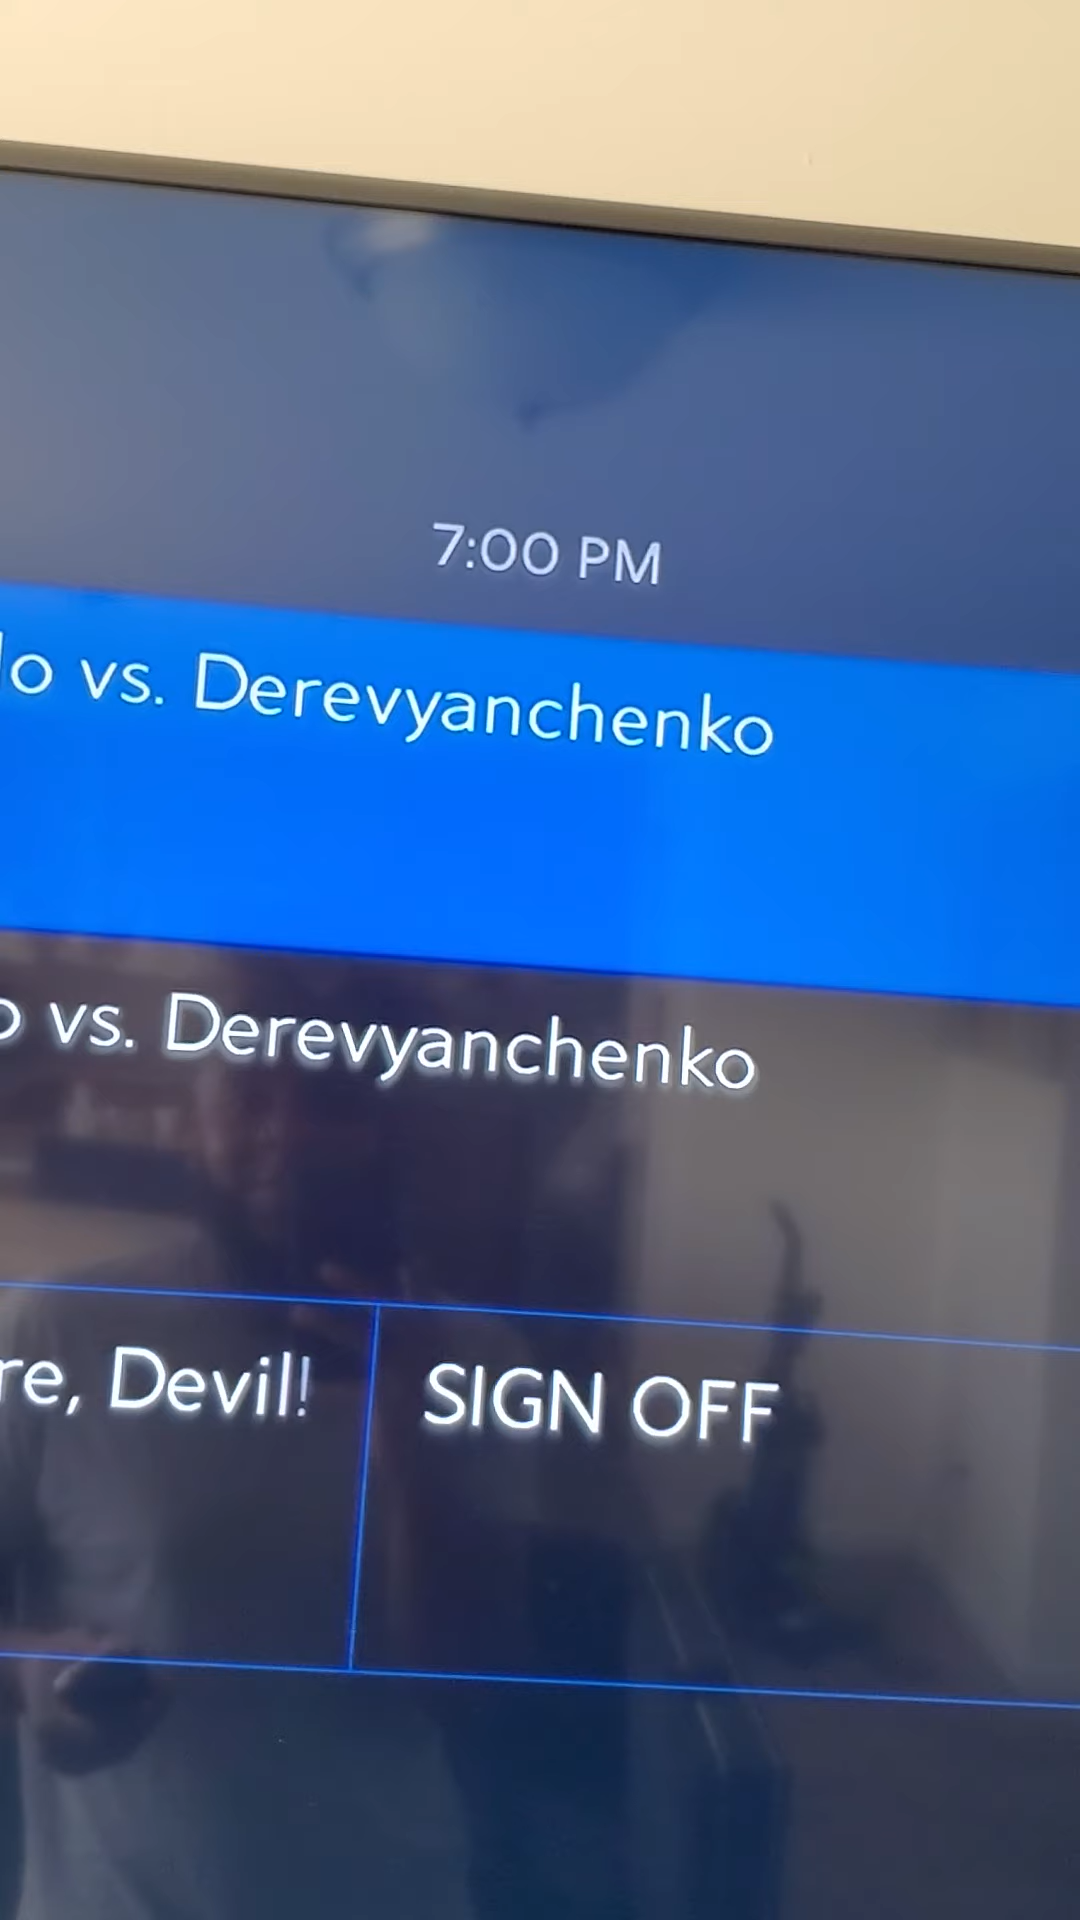 7:00 PM
lo vs. Derevyanchenko
o vs. Derevyanchenko
re, Devil!
SIGN OFF